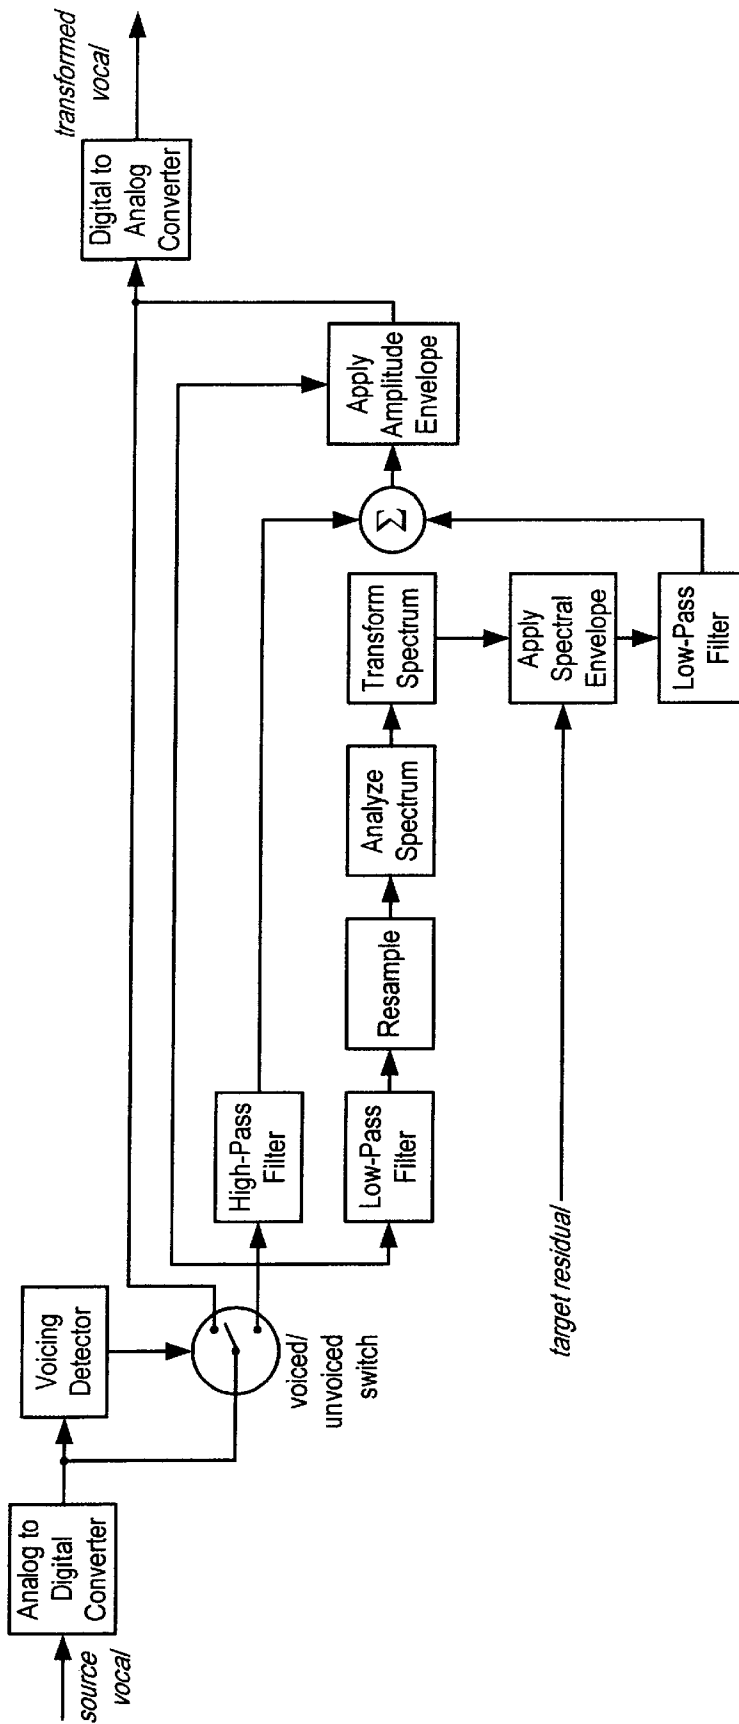 source
vocal
Analog to
Digital
Converter
Voicing
Detector
voiced/
unvoiced
switch
High-Pass
Filter
Low-Pass
Filter
Resample
Analyze
Spectrum
Transform
Spectrum
target residual
Apply
Spectral
Envelope
Low-Pass
Filter
Σ
Apply
Amplitude
Envelope
Digital to
Analog
Converter
transformed
vocal